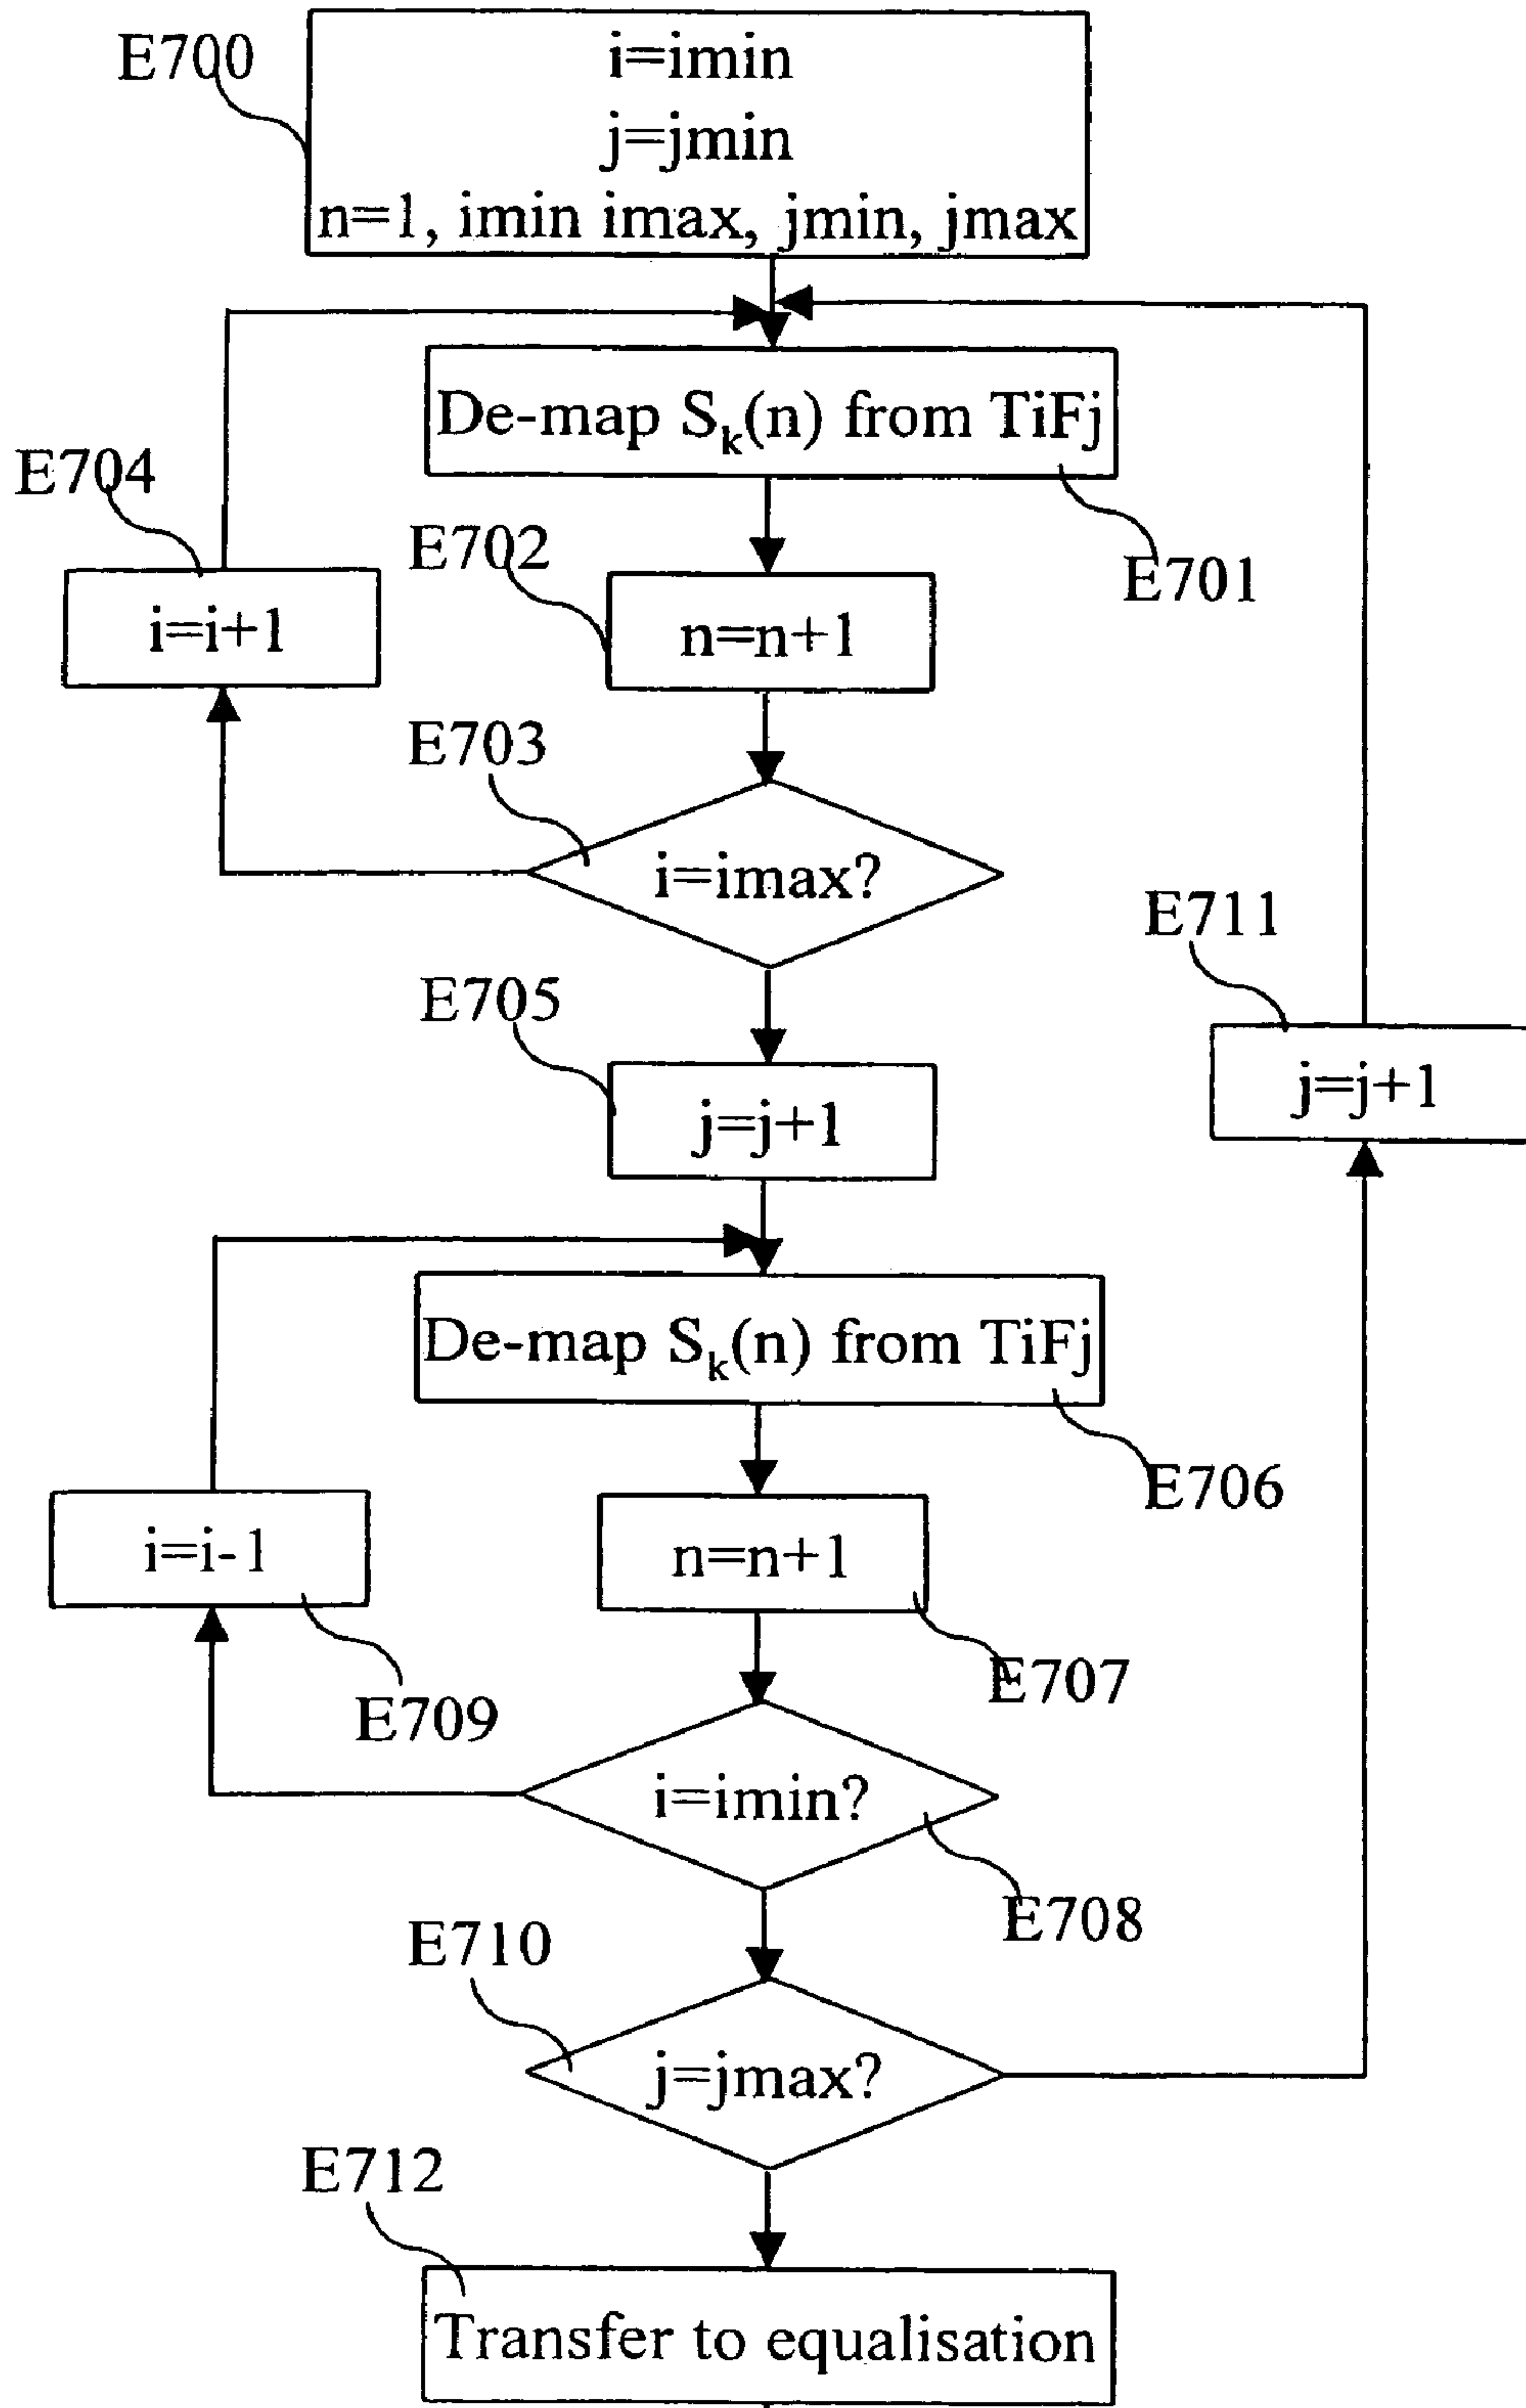 E700
i=imin
j=jmin
n=1, imin imax, jmin, jmax
De-map Sk(n) from TiFj
E704
E702
E701
i=i+1
n=n+1
E703
i=imax?
E711
E705
j=j+1
j=j+1
De-map Sk(n) from TiFj
E706
i=i-1
n=n+1
E707
E709
i=imin?
E708
E710
j=jmax?
E712
Transfer to equalisation